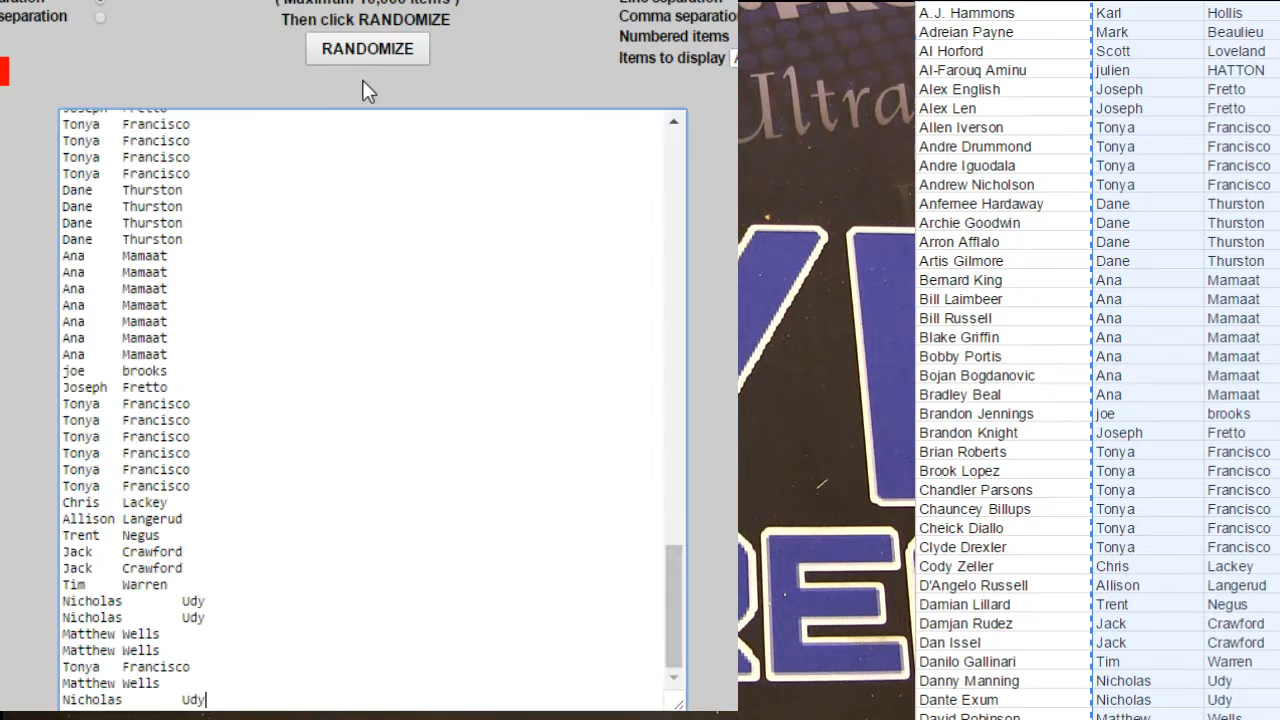 ( Maximum 10,000 items )
Then click RANDOMIZE
RANDOMIZE
separation
Comma separation
Numbered items
Items to display
Tonya Francisco
Tonya Francisco
Tonya Francisco
Tonya Francisco
Dane Thurston
Dane Thurston
Dane Thurston
Dane Thurston
Ana Mamaat
Ana Mamaat
Ana Mamaat
Ana Mamaat
Ana Mamaat
Ana Mamaat
Ana Mamaat
joe brooks
Joseph Fretto
Tonya Francisco
Tonya Francisco
Tonya Francisco
Tonya Francisco
Tonya Francisco
Tonya Francisco
Chris Lackey
Allison Langerud
Trent Negus
Jack Crawford
Jack Crawford
Tim Warren
Nicholas Udy
Nicholas Udy
Matthew Wells
Matthew Wells
Tonya Francisco
Matthew Wells
Nicholas Udy
Ultra
RE
A.J. Hammons Karl Hollis
Adreian Payne Mark Beaulieu
Al Horford Scott Loveland
Al-Farouq Aminu julien HATTON
Alex English Joseph Fretto
Alex Len Joseph Fretto
Allen Iverson Tonya Francisco
Andre Drummond Tonya Francisco
Andre Iguodala Tonya Francisco
Andrew Nicholson Tonya Francisco
Anfernee Hardaway Dane Thurston
Archie Goodwin Dane Thurston
Arron Afflalo Dane Thurston
Artis Gilmore Dane Thurston
Bernard King Ana Mamaat
Bill Laimbeer Ana Mamaat
Bill Russell Ana Mamaat
Blake Griffin Ana Mamaat
Bobby Portis Ana Mamaat
Bojan Bogdanovic Ana Mamaat
Bradley Beal Ana Mamaat
Brandon Jennings joe brooks
Brandon Knight Joseph Fretto
Brian Roberts Tonya Francisco
Brook Lopez Tonya Francisco
Chandler Parsons Tonya Francisco
Chauncey Billups Tonya Francisco
Cheick Diallo Tonya Francisco
Clyde Drexler Tonya Francisco
Cody Zeller Chris Lackey
D'Angelo Russell Allison Langerud
Damian Lillard Trent Negus
Damjan Rudez Jack Crawford
Dan Issel Jack Crawford
Danilo Gallinari Tim Warren
Danny Manning Nicholas Udy
Dante Exum Nicholas Udy
David Robinson Matthew Wells